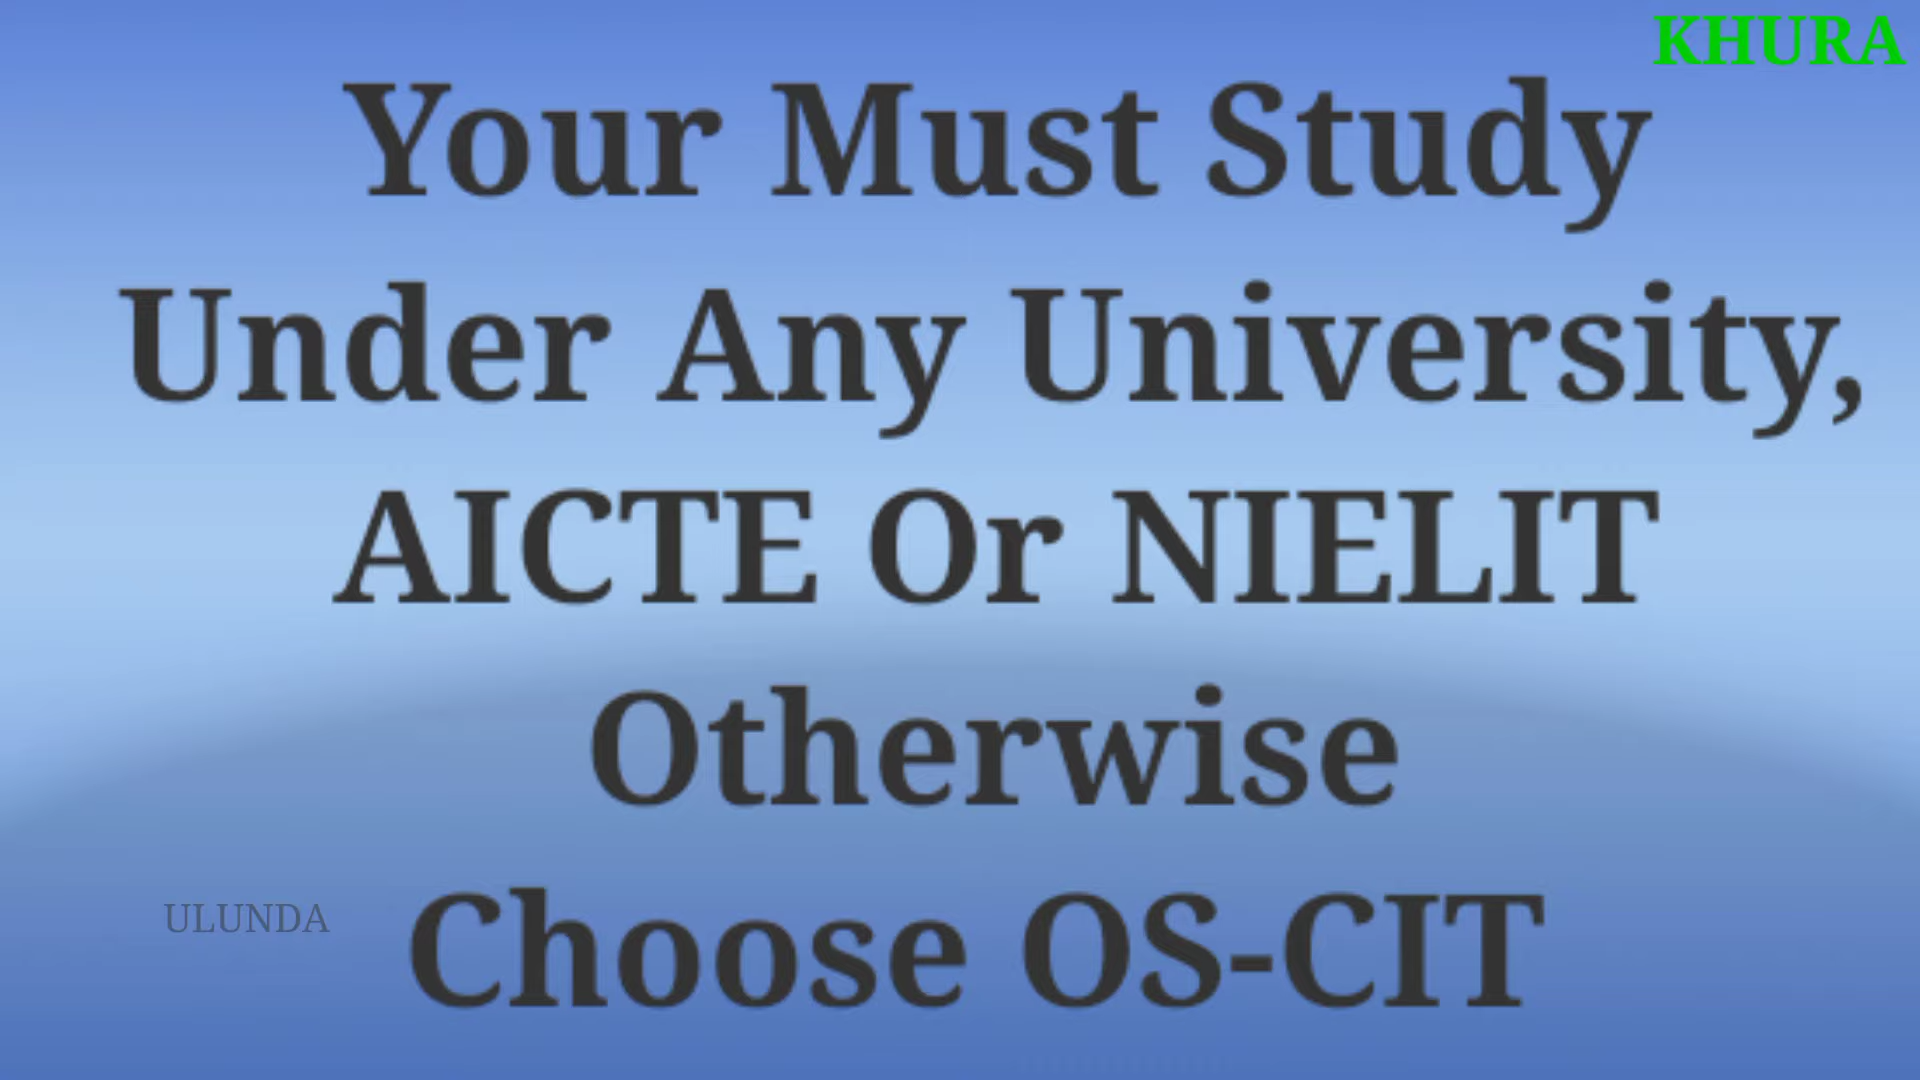 KHURA
Your Must Study
Under Any University,
AICTE Or NIELIT
Otherwise
Choose OS-CIT
ULUNDA